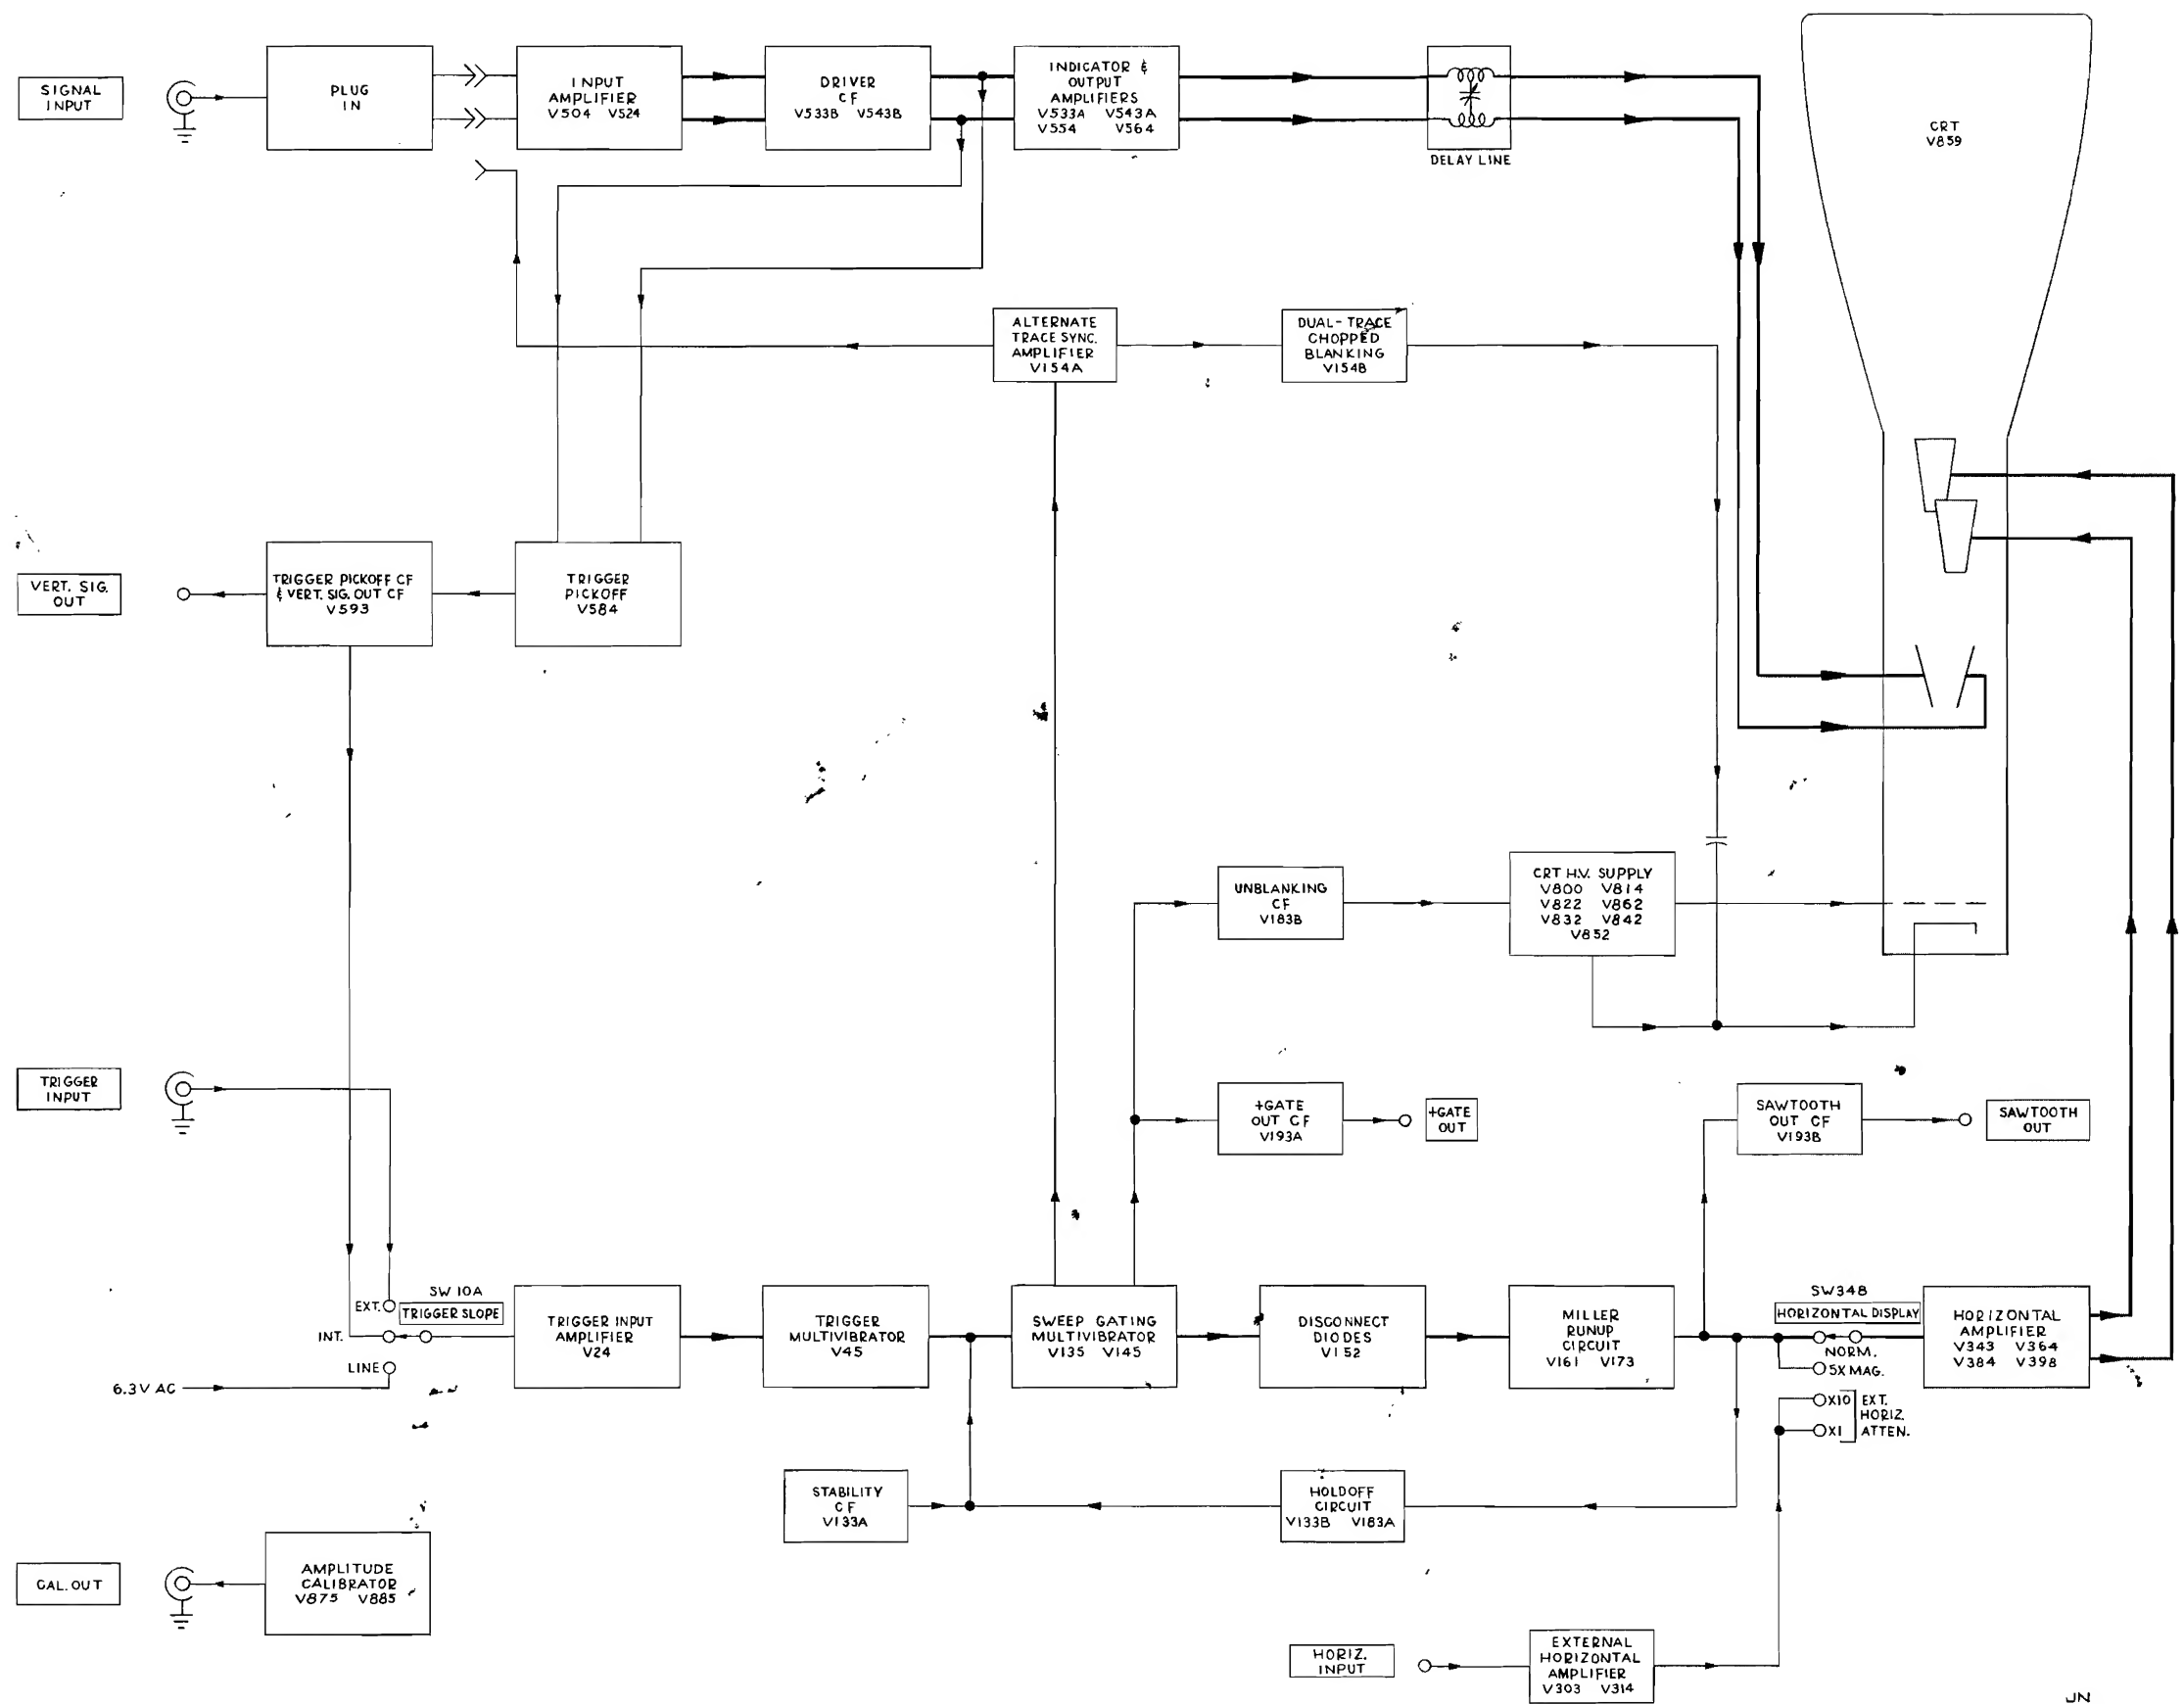 SIGNAL
INPUT
PLUG
IN
INPUT
AMPLIFIER
V504 V524
DRIVER
CF
V533B V543B
INDICATOR &
OUTPUT
AMPLIFIERS
V533A V543A
V554 V564
DELAY LINE
CRT
V859
ALTERNATE
TRACE SYNC.
AMPLIFIER
V154A
DUAL-TRACE
CHOPPED
BLANKING
V154B
VERT. SIG.
OUT
TRIGGER PICKOFF CF
& VERT. SIG. OUT CF
V593
TRIGGER
PICKOFF
V584
UNBLANKING
CF
V183B
CRT H.V. SUPPLY
V800 V814
V822 V862
V832 V842
V852
TRIGGER
INPUT
+GATE
OUT CF
V193A
+GATE
OUT
SAWTOOTH
OUT CF
V193B
SAWTOOTH
OUT
EXT.
SW 10A
TRIGGER SLOPE
INT.
LINE
6.3V AC
TRIGGER INPUT
AMPLIFIER
V24
TRIGGER
MULTIVIBRATOR
V45
SWEEP GATING
MULTIVIBRATOR
V135 V145
DISCONNECT
DIODES
V152
MILLER
RUNUP
CIRCUIT
V161 V173
SW348
HORIZONTAL DISPLAY
NORM.
5X MAG.
X10
X1
EXT.
HORIZ.
ATTEN.
HORIZONTAL
AMPLIFIER
V343 V364
V384 V398
STABILITY
CF
V133A
HOLDOFF
CIRCUIT
V133B V183A
CAL. OUT
AMPLITUDE
CALIBRATOR
V875 V885
HORIZ.
INPUT
EXTERNAL
HORIZONTAL
AMPLIFIER
V303 V314
JN